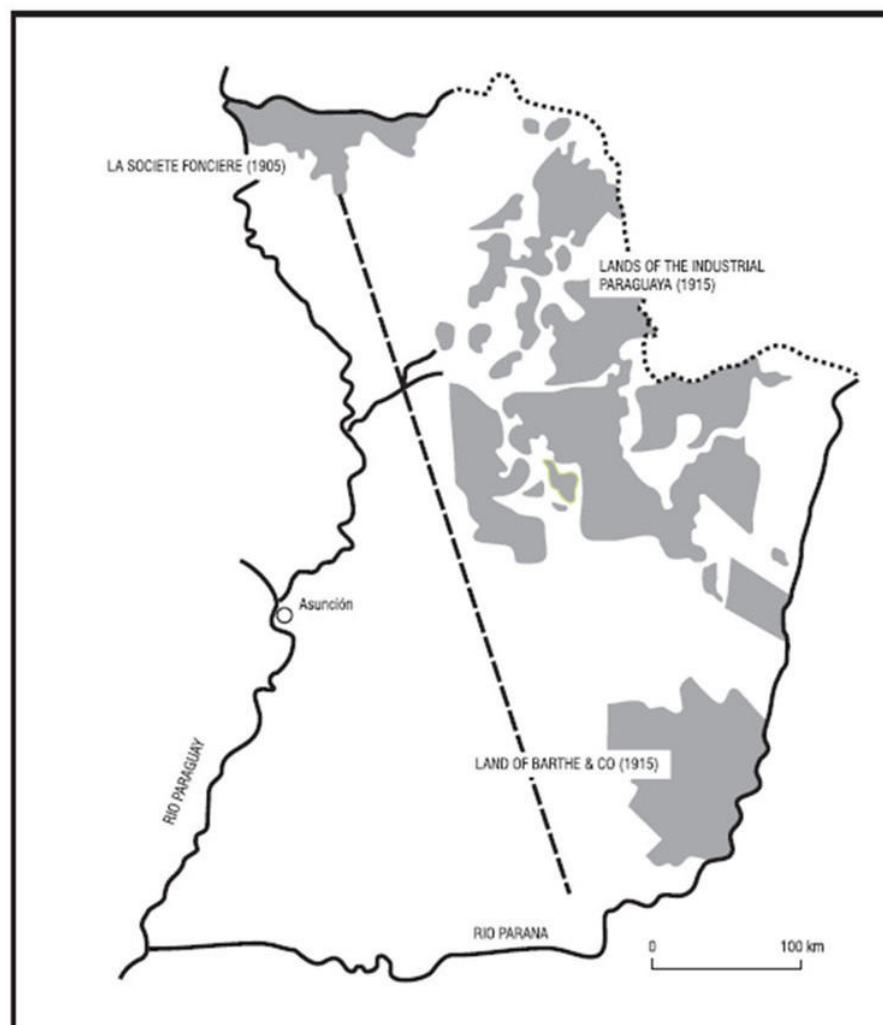 LA SOCIETE FONCIERE (1905)
LANDS OF THE INDUSTRIAL
PARAGUAYA (1915)
Asunción
RIO PARAGUAY
LAND OF BARTHE & CO (1915)
RIO PARANA
0 100 km